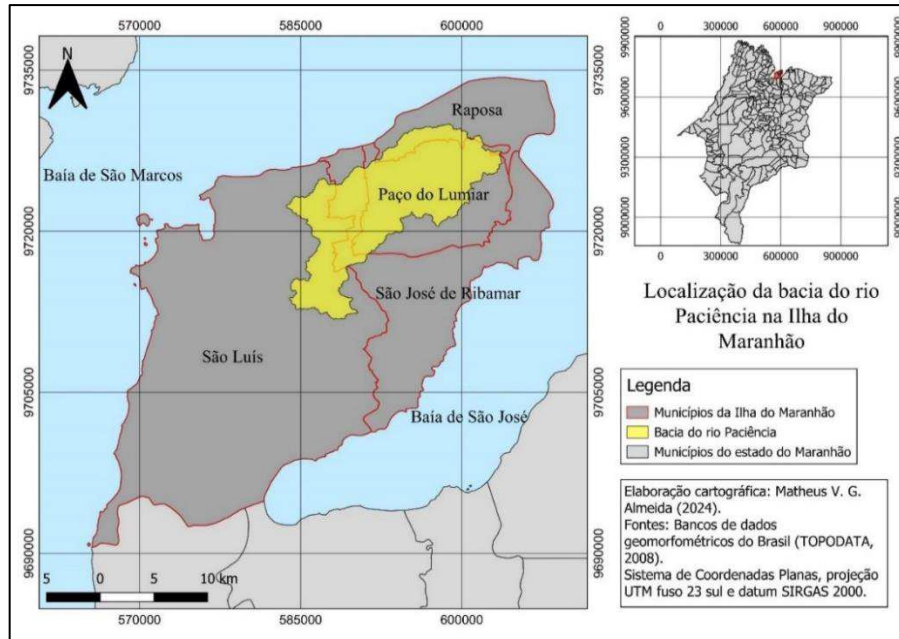 570000
585000
600000
9735000
9735000
N
Raposa
Baía de São Marcos
Paço do Lumiar
9720000
9720000
São José de Ribamar
São Luís
9705000
9705000
Baía de São José
9690000
9690000
5 0 5 10 km
570000
585000
600000
300000 600000 900000
9900000
9900000
9600000
9600000
9300000
9300000
9000000
9000000
300000 600000 900000
Localização da bacia do rio
Paciência na Ilha do
Maranhão
Legenda
Municípios da Ilha do Maranhão
Bacia do rio Paciência
Municípios do estado do Maranhão
Elaboração cartográfica: Matheus V. G.
Almeida (2024).
Fontes: Bancos de dados
geomorfométricos do Brasil (TOPODATA,
2008).
Sistema de Coordenadas Planas, projeção
UTM fuso 23 sul e datum SIRGAS 2000.